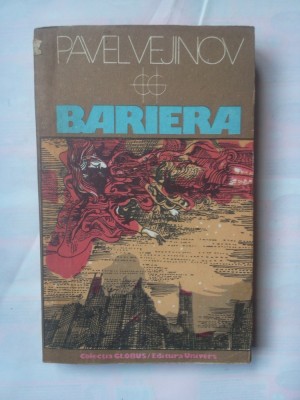 PAVEL VEJINOV
BARIERA
Colecția GLOBUS / Editura Univers